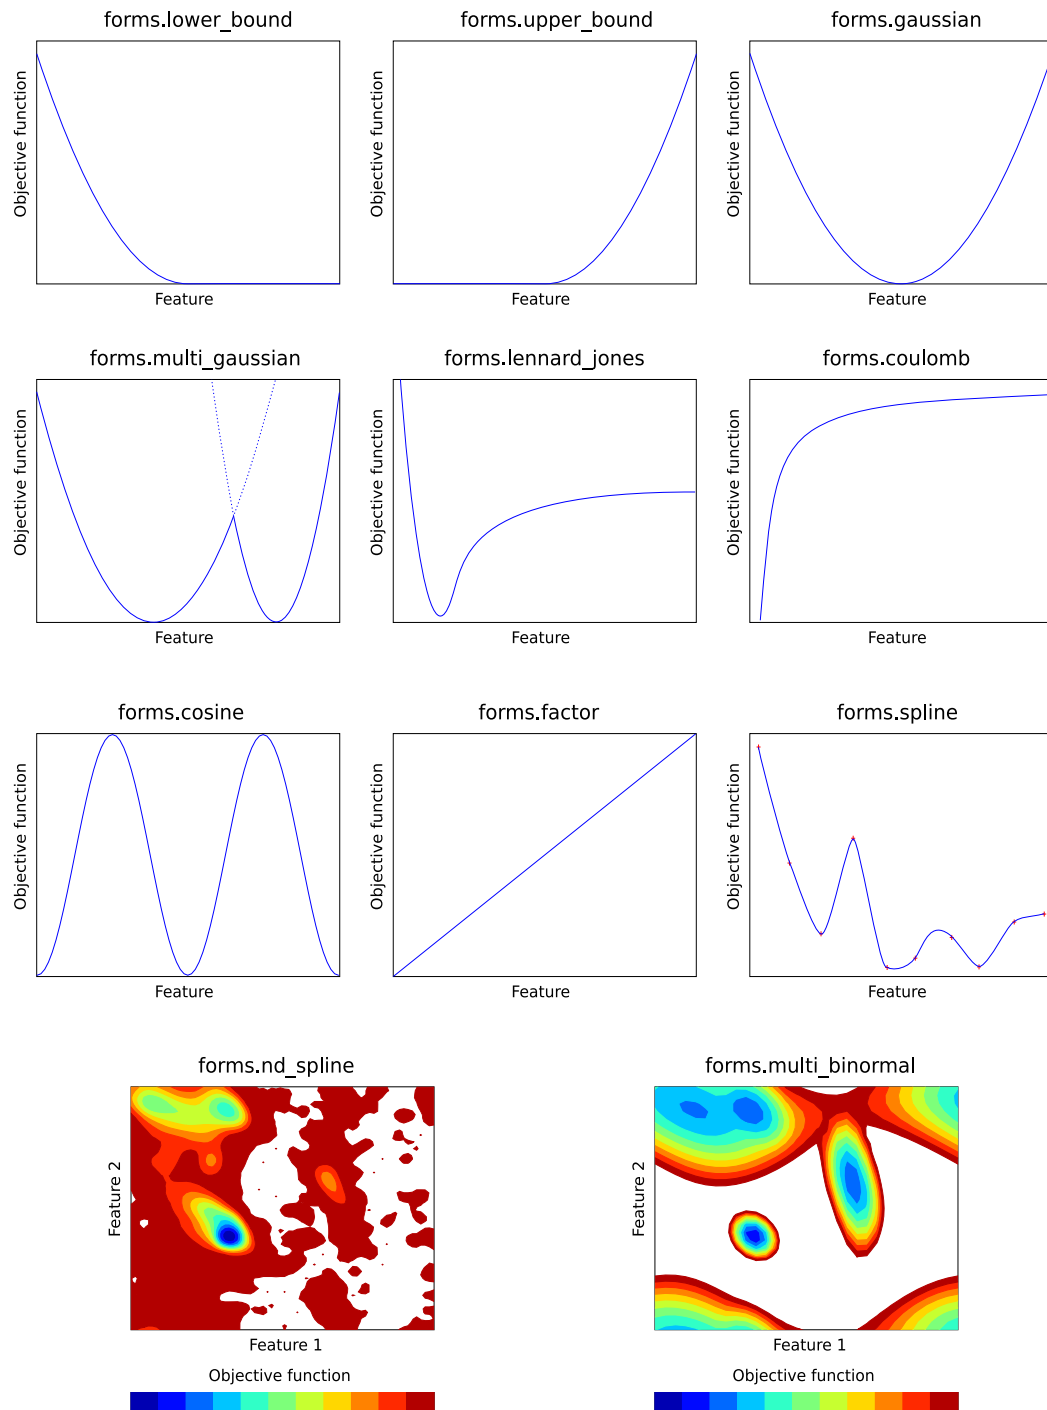 forms.lower_bound
forms.upper_bound
forms.gaussian
Objective function
Objective function
Objective function
Feature
Feature
Feature
forms.multi_gaussian
forms.lennard_jones
forms.coulomb
Objective function
Objective function
Objective function
Feature
Feature
Feature
forms.cosine
forms.factor
forms.spline
Objective function
Objective function
Objective function
Feature
Feature
Feature
forms.nd_spline
forms.multi_binormal
Feature 2
Feature 2
Feature 1
Feature 1
Objective function
Objective function